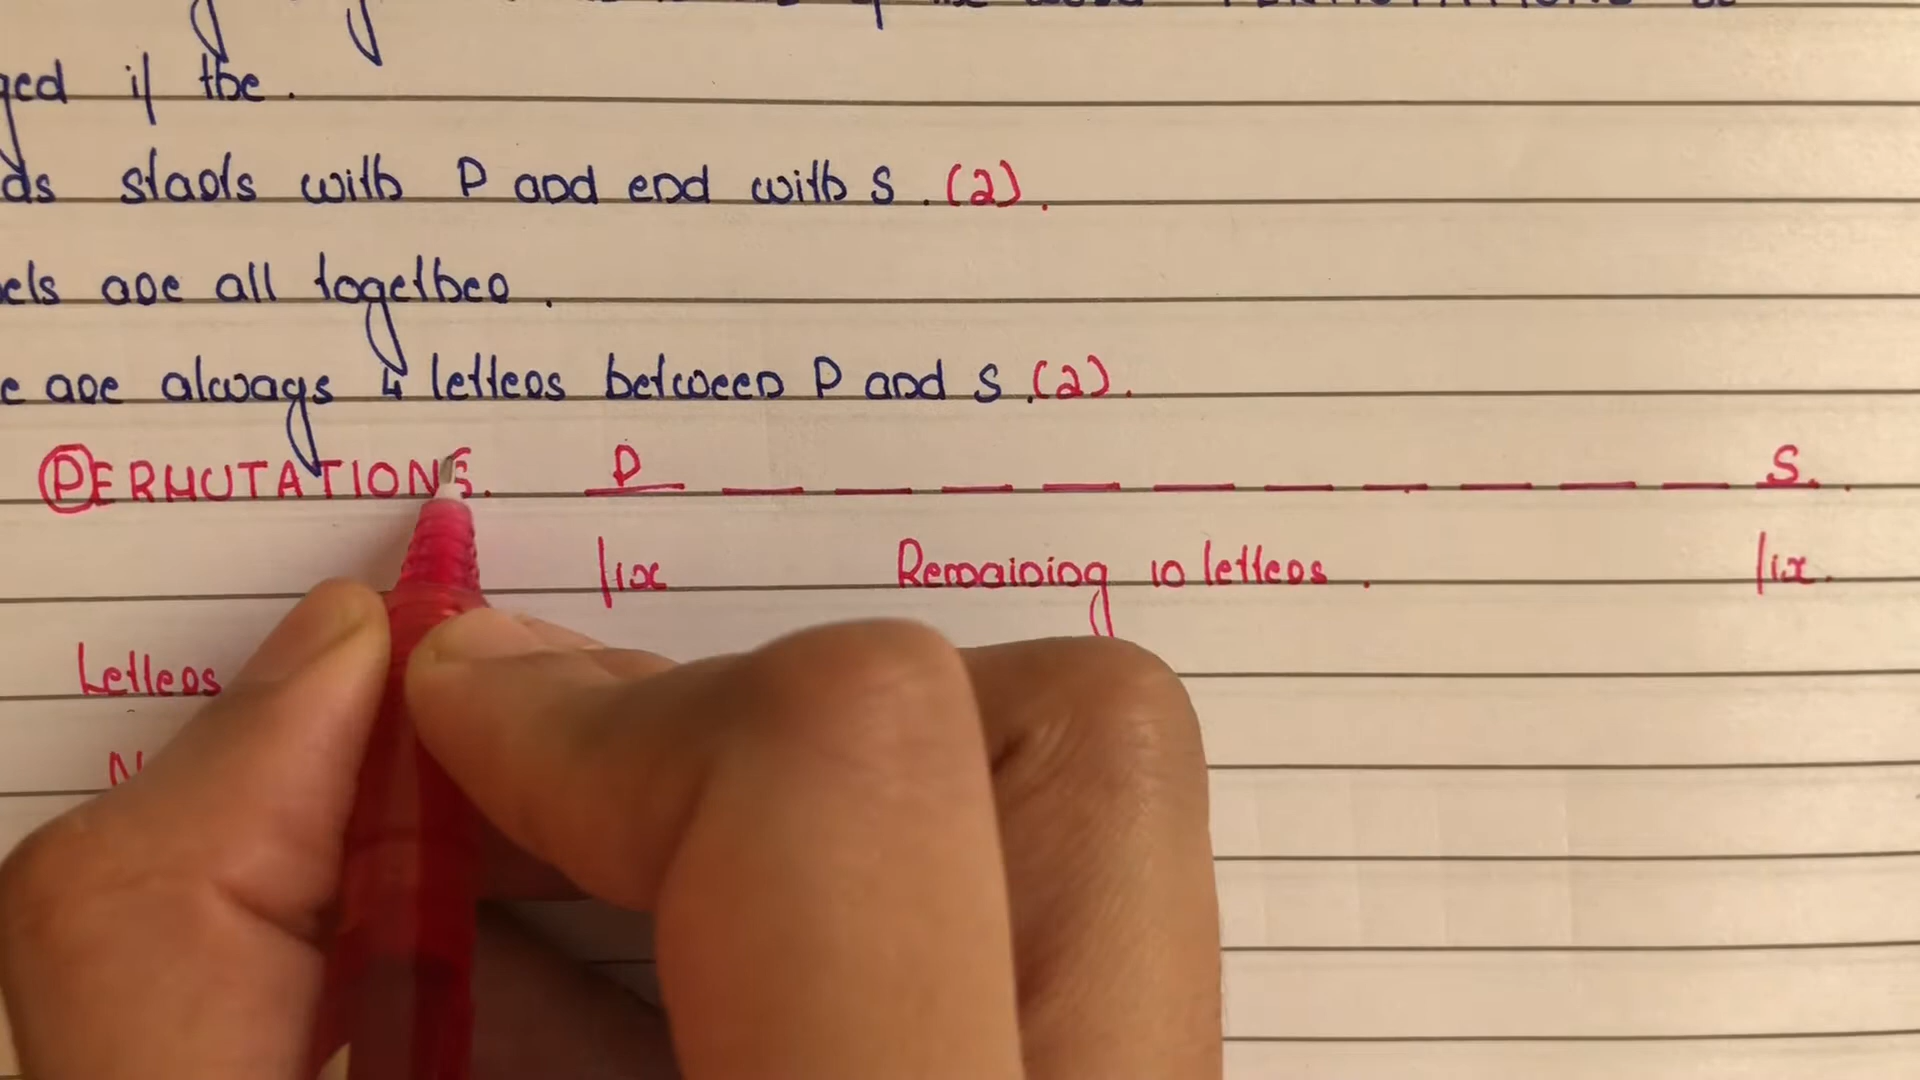 ged if the.
ds starts with P and end with S. (2).
els are all together.
e are always 4 letters between P and S. (2).
PERMUTATIONS. P _ _ _ _ _ _ _ _ _ _ S.
fix Remaining 10 letters. fix.
Letters
N